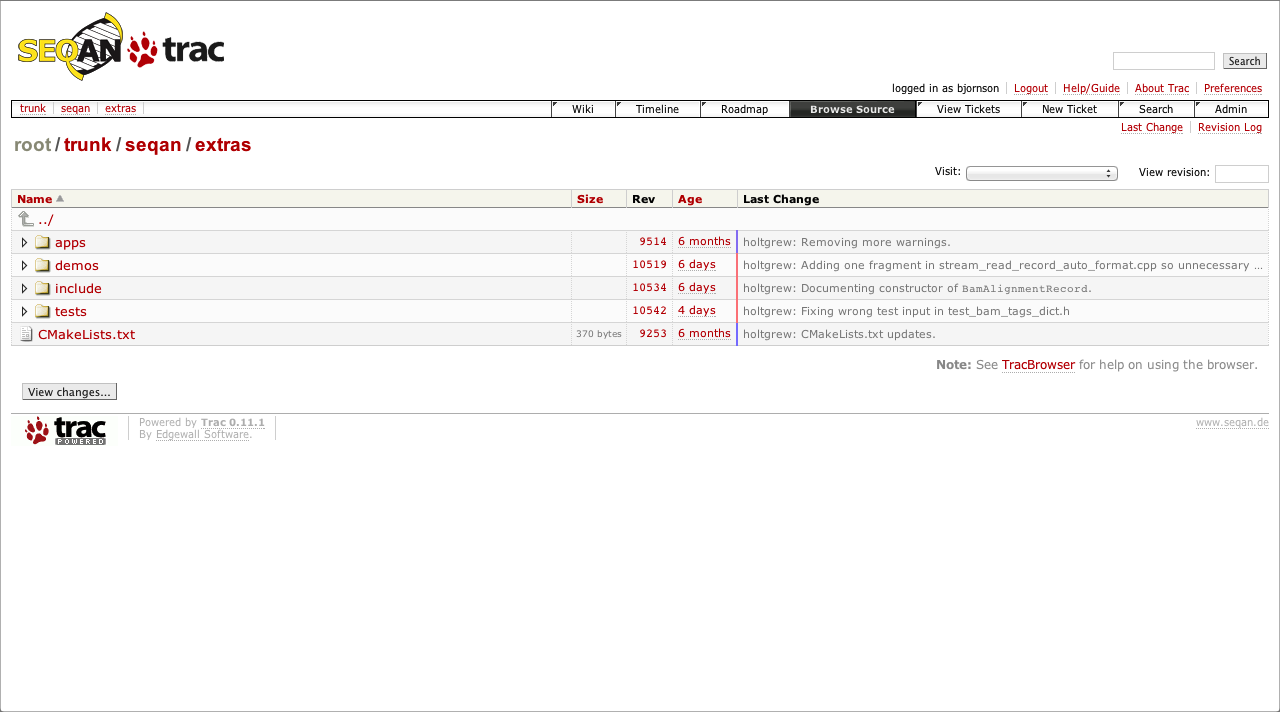 SEQAN trac
Search
logged in as bjornson Logout Help/Guide About Trac Preferences
trunk seqan extras Wiki Timeline Roadmap Browse Source View Tickets New Ticket Search Admin
Last Change Revision Log
root / trunk / seqan / extras
Visit: View revision:
Name Size Rev Age Last Change
../
apps 9514 6 months holtgrew: Removing more warnings.
demos 10519 6 days holtgrew: Adding one fragment in stream_read_record_auto_format.cpp so unnecessary …
include 10534 6 days holtgrew: Documenting constructor of BamAlignmentRecord.
tests 10542 4 days holtgrew: Fixing wrong test input in test_bam_tags_dict.h
CMakeLists.txt 370 bytes 9253 6 months holtgrew: CMakeLists.txt updates.
Note: See TracBrowser for help on using the browser.
View changes...
trac POWERED
Powered by Trac 0.11.1
By Edgewall Software.
www.seqan.de